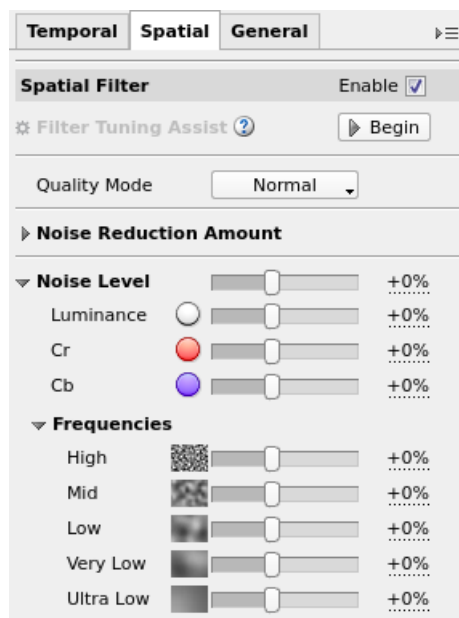 Temporal Spatial General
Spatial Filter Enable
Filter Tuning Assist ? Begin
Quality Mode Normal
Noise Reduction Amount
Noise Level +0%
Luminance +0%
Cr +0%
Cb +0%
Frequencies
High +0%
Mid +0%
Low +0%
Very Low +0%
Ultra Low +0%